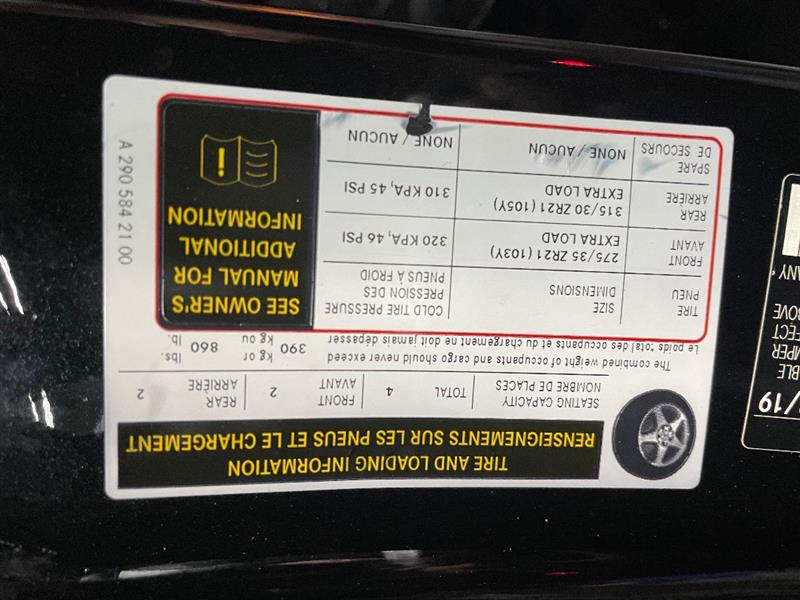 TIRE AND LOADING INFORMATION
RENSEIGNEMENTS SUR LES PNEUS ET LE CHARGEMENT
SEATING CAPACITY
NOMBRE DE PLACES
TOTAL 4
FRONT
AVANT 2
REAR
ARRIÈRE 2
The combined weight of occupants and cargo should never exceed
Le poids total des occupants et du chargement ne doit jamais dépasser
390 kg or
kg ou
860 lbs.
lb.
TIRE
PNEU
SIZE
DIMENSIONS
COLD TIRE PRESSURE
PRESSION DES
PNEUS À FROID
FRONT
AVANT
275/35 ZR21 (103Y)
EXTRA LOAD
320 KPA, 46 PSI
REAR
ARRIÈRE
315/30 ZR21 (105Y)
EXTRA LOAD
310 KPA, 45 PSI
SPARE
DE SECOURS
NONE / AUCUN
NONE / AUCUN
SEE OWNER'S
MANUAL FOR
ADDITIONAL
INFORMATION
A 290 584 21 00
/19